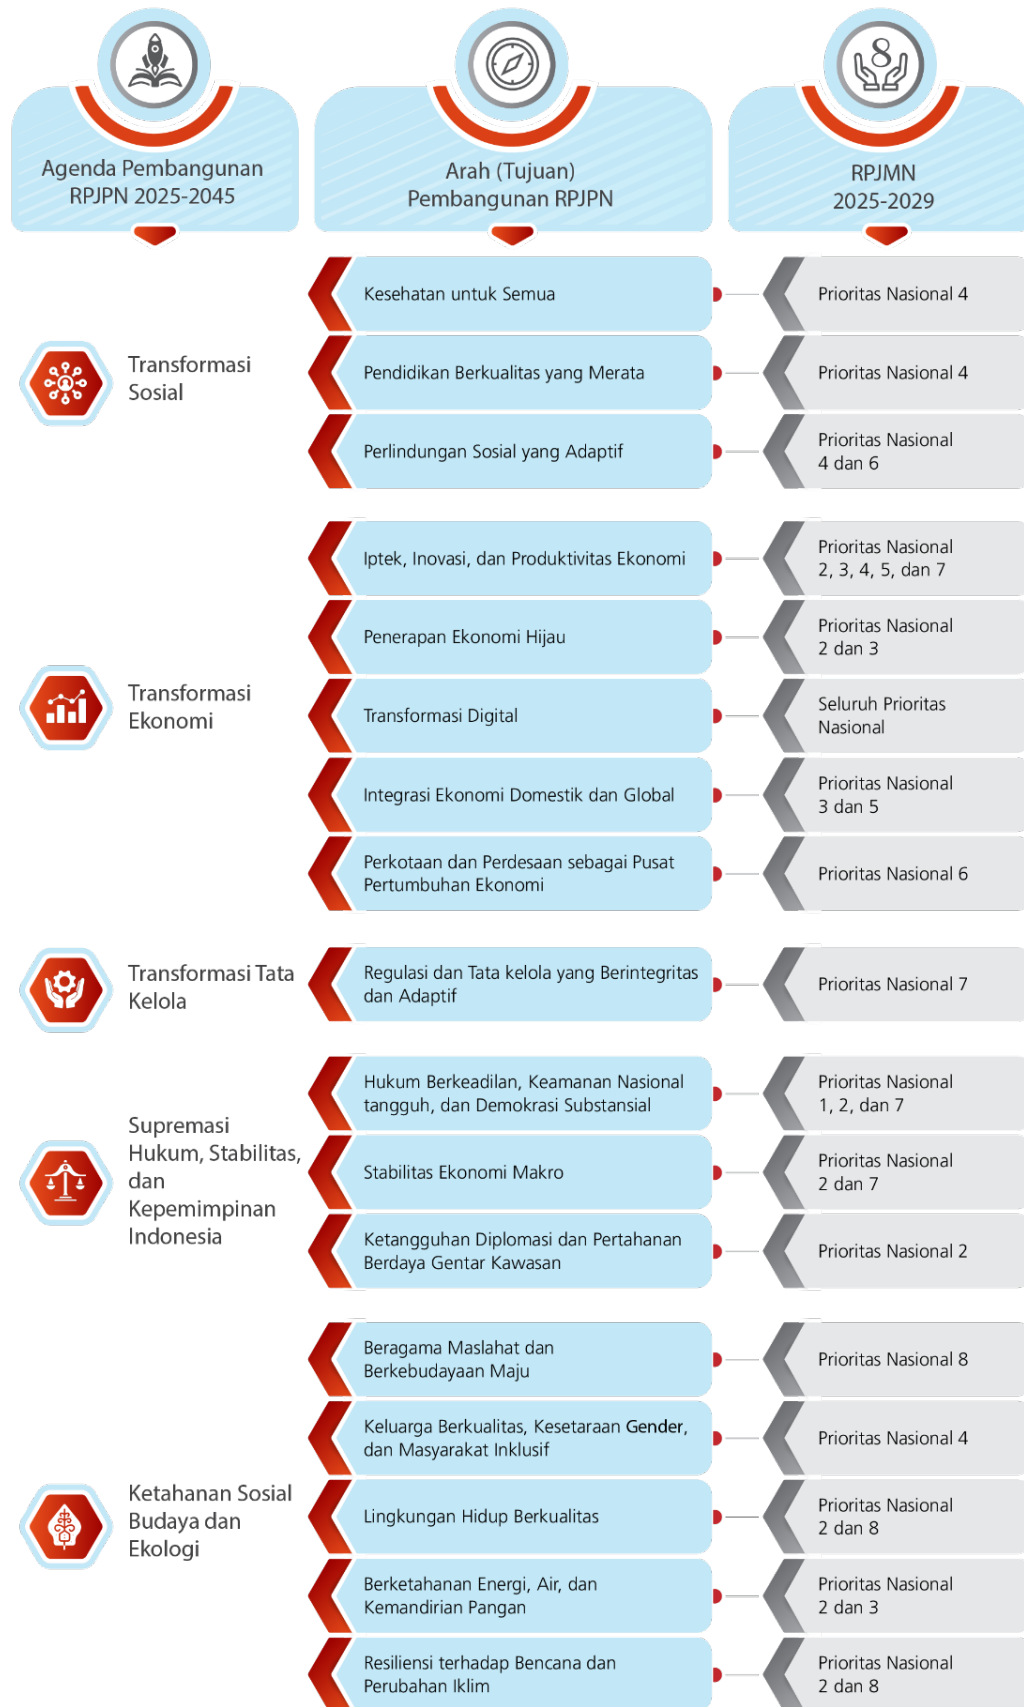 8
Agenda Pembangunan
RPJPN 2025-2045
Arah (Tujuan)
Pembangunan RPJPN
RPJMN
2025-2029
Transformasi
Sosial
Kesehatan untuk Semua
Prioritas Nasional 4
Pendidikan Berkualitas yang Merata
Prioritas Nasional 4
Perlindungan Sosial yang Adaptif
Prioritas Nasional
4 dan 6
Transformasi
Ekonomi
Iptek, Inovasi, dan Produktivitas Ekonomi
Prioritas Nasional
2, 3, 4, 5, dan 7
Penerapan Ekonomi Hijau
Prioritas Nasional
2 dan 3
Transformasi Digital
Seluruh Prioritas
Nasional
Integrasi Ekonomi Domestik dan Global
Prioritas Nasional
3 dan 5
Perkotaan dan Perdesaan sebagai Pusat
Pertumbuhan Ekonomi
Prioritas Nasional 6
Transformasi Tata
Kelola
Regulasi dan Tata kelola yang Berintegritas
dan Adaptif
Prioritas Nasional 7
Supremasi
Hukum, Stabilitas,
dan
Kepemimpinan
Indonesia
Hukum Berkeadilan, Keamanan Nasional
tangguh, dan Demokrasi Substansial
Prioritas Nasional
1, 2, dan 7
Stabilitas Ekonomi Makro
Prioritas Nasional
2 dan 7
Ketangguhan Diplomasi dan Pertahanan
Berdaya Gentar Kawasan
Prioritas Nasional 2
Ketahanan Sosial
Budaya dan
Ekologi
Beragama Maslahat dan
Berkebudayaan Maju
Prioritas Nasional 8
Keluarga Berkualitas, Kesetaraan Gender,
dan Masyarakat Inklusif
Prioritas Nasional 4
Lingkungan Hidup Berkualitas
Prioritas Nasional
2 dan 8
Berketahanan Energi, Air, dan
Kemandirian Pangan
Prioritas Nasional
2 dan 3
Resiliensi terhadap Bencana dan
Perubahan Iklim
Prioritas Nasional
2 dan 8